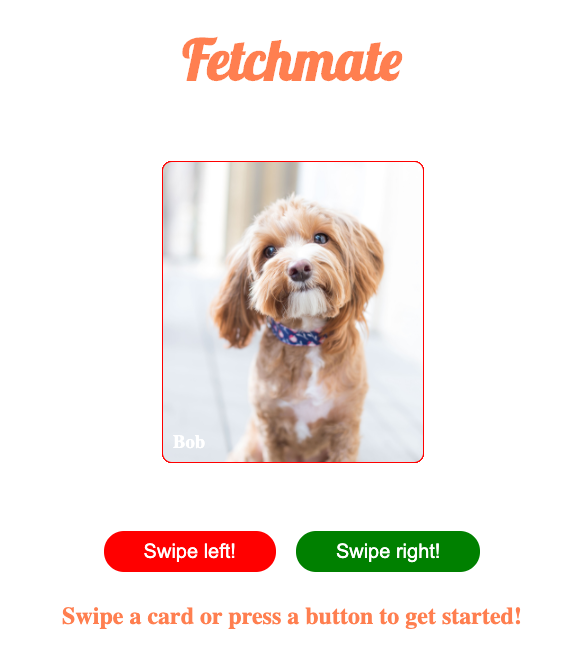 Fetchmate
Bob
Swipe left!
Swipe right!
Swipe a card or press a button to get started!